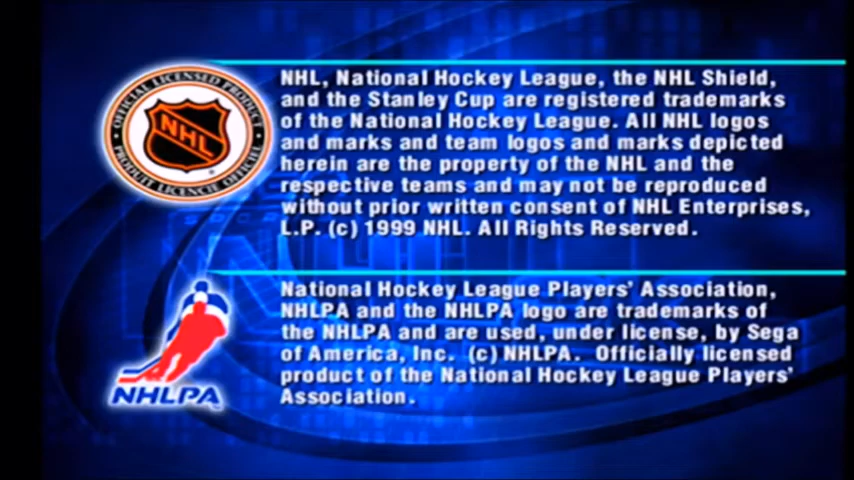 OFFICIAL LICENSED PRODUCT
NHL
PRODUIT LICENCIÉ OFFICIEL
NHL, National Hockey League, the NHL Shield,
and the Stanley Cup are registered trademarks
of the National Hockey League. All NHL logos
and marks and team logos and marks depicted
herein are the property of the NHL and the
respective teams and may not be reproduced
without prior written consent of NHL Enterprises,
L.P. (c) 1999 NHL. All Rights Reserved.
National Hockey League Players' Association,
NHLPA and the NHLPA logo are trademarks of
the NHLPA and are used, under license, by Sega
of America, Inc. (c) NHLPA. Officially licensed
product of the National Hockey League Players'
Association.
NHLPA